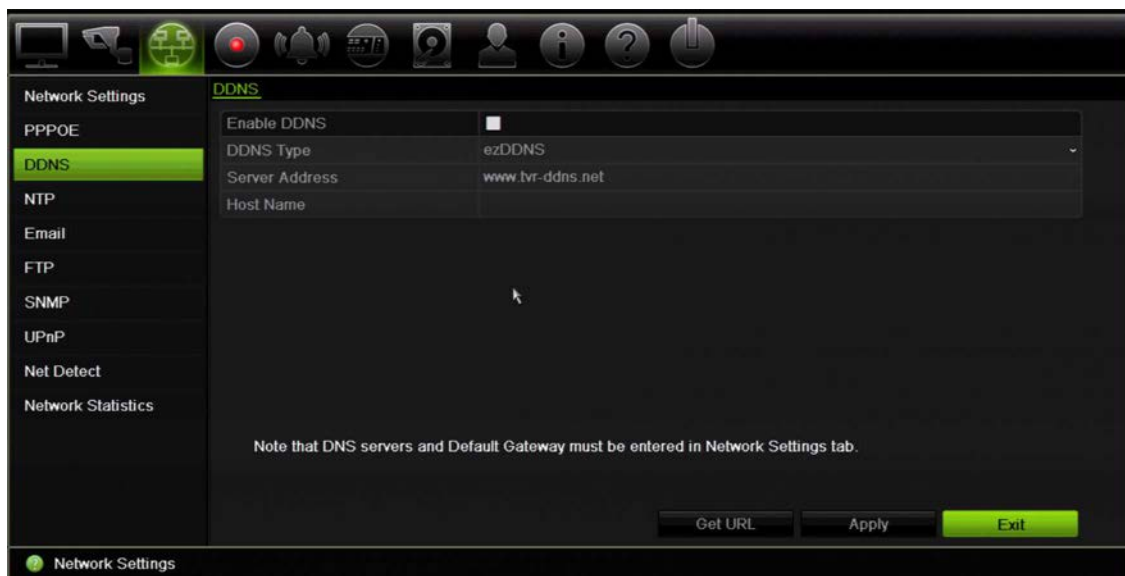 Network Settings
PPPOE
DDNS
NTP
Email
FTP
SNMP
UPnP
Net Detect
Network Statistics
DDNS
Enable DDNS
DDNS Type ezDDNS
Server Address www.tvr-ddns.net
Host Name
Note that DNS servers and Default Gateway must be entered in Network Settings tab.
Get URL Apply Exit
Network Settings